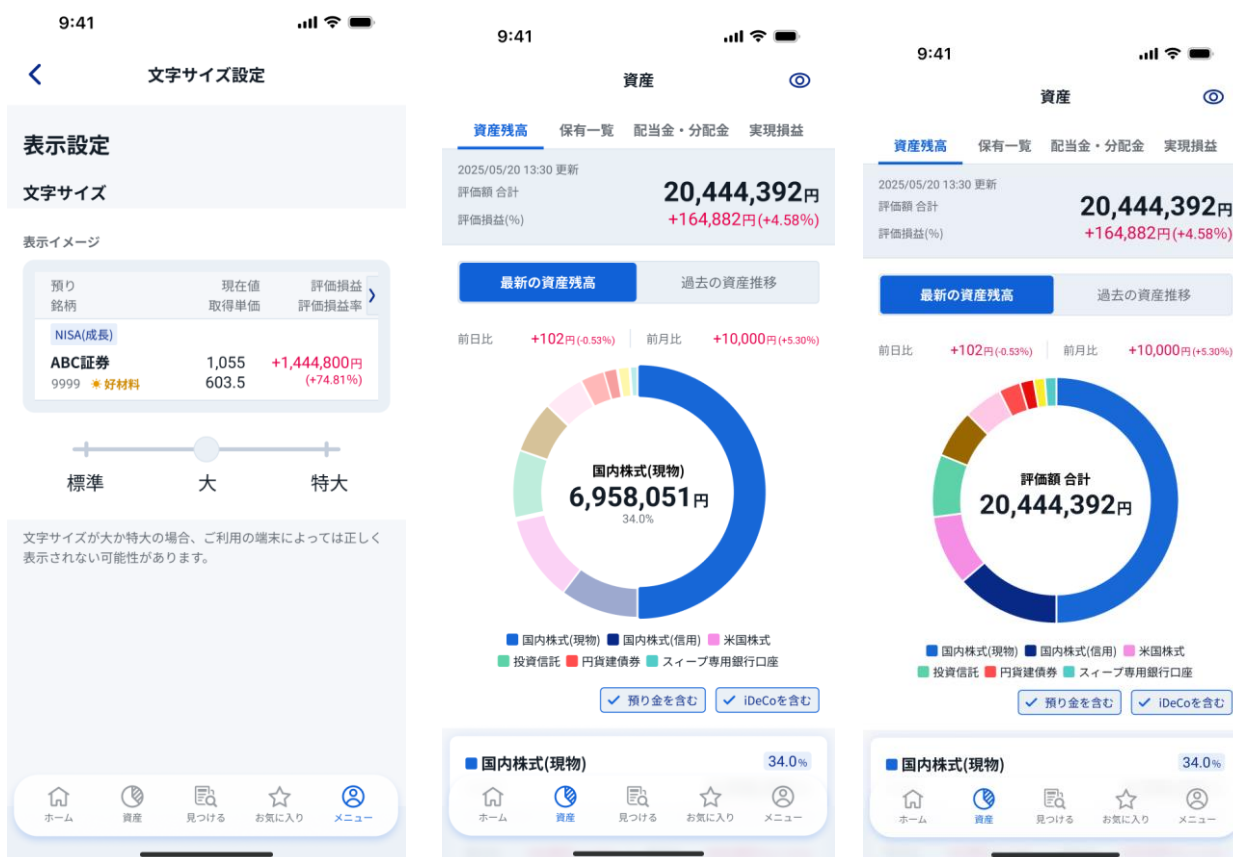 9:41
文字サイズ設定
表示設定
文字サイズ
表示イメージ
預り 現在値 評価損益
銘柄 取得単価 評価損益率
NISA(成長)
ABC証券 1,055 +1,444,800円
9999 好材料 603.5 (+74.81%)
標準 大 特大
文字サイズが大か特大の場合、ご利用の端末によっては正しく
表示されない可能性があります。
ホーム 資産 見つける お気に入り メニュー
9:41
資産
資産残高 保有一覧 配当金・分配金 実現損益
2025/05/20 13:30 更新
評価額 合計 20,444,392円
評価損益(%) +164,882円(+4.58%)
最新の資産残高 過去の資産推移
前日比 +102円(-0.53%) 前月比 +10,000円(+5.30%)
国内株式(現物)
6,958,051円
34.0%
国内株式(現物) 国内株式(信用) 米国株式
投資信託 円貨建債券 スィープ専用銀行口座
預り金を含む iDeCoを含む
国内株式(現物) 34.0%
ホーム 資産 見つける お気に入り メニュー
9:41
資産
資産残高 保有一覧 配当金・分配金 実現損益
2025/05/20 13:30 更新
評価額 合計 20,444,392円
評価損益(%) +164,882円(+4.58%)
最新の資産残高 過去の資産推移
前日比 +102円(-0.53%) 前月比 +10,000円(+5.30%)
評価額 合計
20,444,392円
国内株式(現物) 国内株式(信用) 米国株式
投資信託 円貨建債券 スィープ専用銀行口座
預り金を含む iDeCoを含む
国内株式(現物) 34.0%
ホーム 資産 見つける お気に入り メニュー